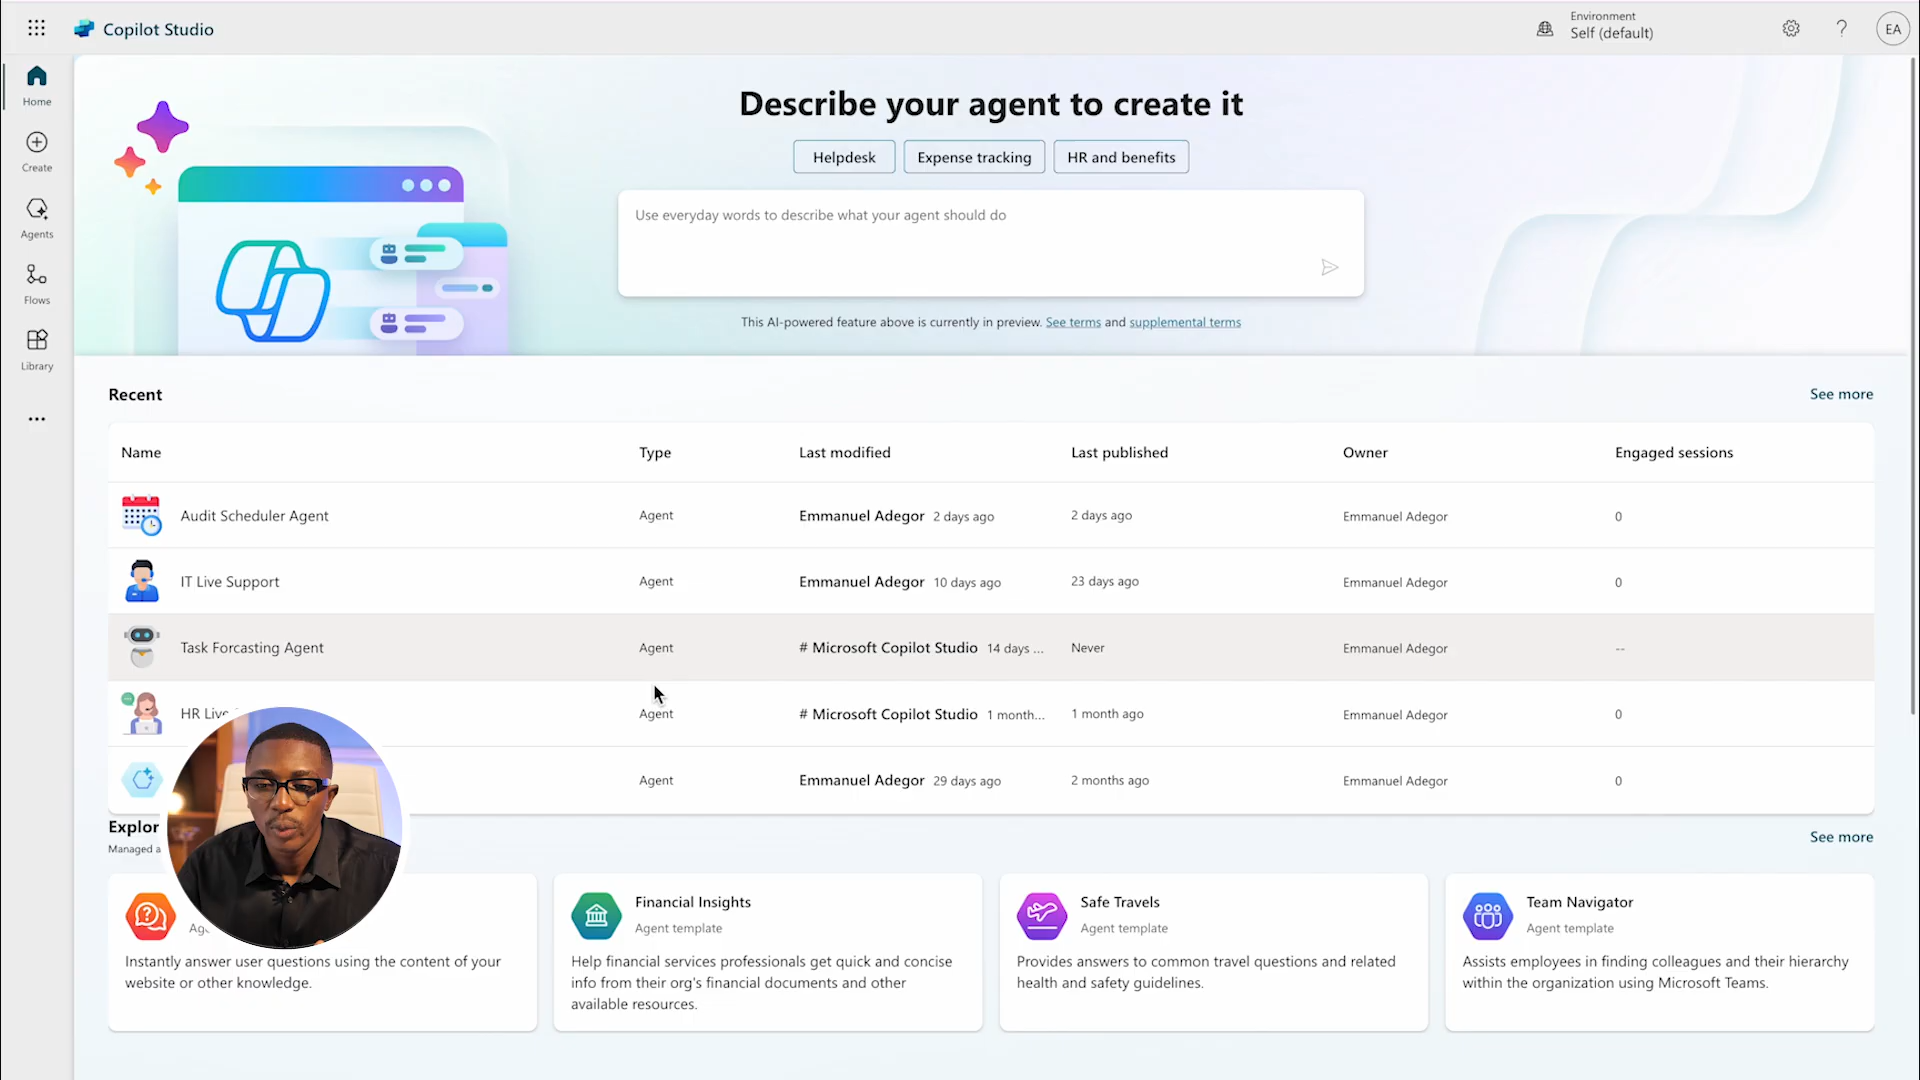 Copilot Studio
Environment
Self (default)
EA
Home
Create
Agents
Flows
Library
Describe your agent to create it
Helpdesk
Expense tracking
HR and benefits
Use everyday words to describe what your agent should do
This AI-powered feature above is currently in preview. See terms and supplemental terms
Recent
See more
Name Type Last modified Last published Owner Engaged sessions
Audit Scheduler Agent Agent Emmanuel Adegor 2 days ago 2 days ago Emmanuel Adegor 0
IT Live Support Agent Emmanuel Adegor 10 days ago 23 days ago Emmanuel Adegor 0
Task Forcasting Agent Agent # Microsoft Copilot Studio 14 days ... Never Emmanuel Adegor --
HR Live Agent # Microsoft Copilot Studio 1 month... 1 month ago Emmanuel Adegor 0
Agent Emmanuel Adegor 29 days ago 2 months ago Emmanuel Adegor 0
Explor
See more
Managed a
Instantly answer user questions using the content of your
website or other knowledge.
Financial Insights
Agent template
Help financial services professionals get quick and concise
info from their org's financial documents and other
available resources.
Safe Travels
Agent template
Provides answers to common travel questions and related
health and safety guidelines.
Team Navigator
Agent template
Assists employees in finding colleagues and their hierarchy
within the organization using Microsoft Teams.